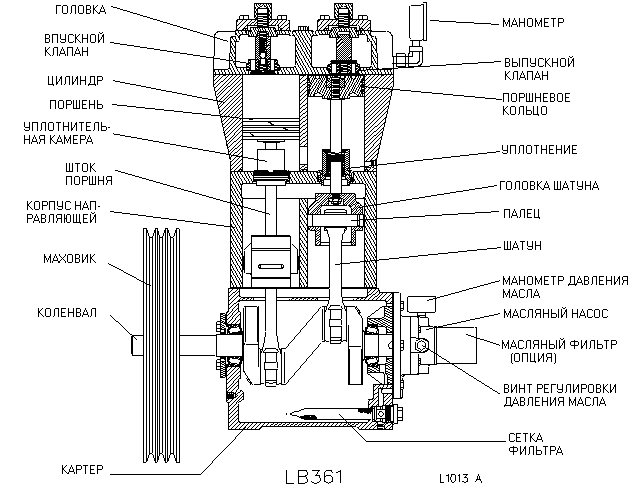 ГОЛОВКА
ВПУСКНОЙ
КЛАПАН
ЦИЛИНДР
ПОРШЕНЬ
УПЛОТНИТЕЛЬ-
НАЯ КАМЕРА
ШТОК
ПОРШНЯ
КОРПУС НАП-
РАВЛЯЮЩЕЙ
МАХОВИК
КОЛЕНВАЛ
КАРТЕР
МАНОМЕТР
ВЫПУСКНОЙ
КЛАПАН
ПОРШНЕВОЕ
КОЛЬЦО
УПЛОТНЕНИЕ
ГОЛОВКА ШАТУНА
ПАЛЕЦ
ШАТУН
МАНОМЕТР ДАВЛЕНИЯ
МАСЛА
МАСЛЯНЫЙ НАСОС
МАСЛЯНЫЙ ФИЛЬТР
(ОПЦИЯ)
ВИНТ РЕГУЛИРОВКИ
ДАВЛЕНИЯ МАСЛА
СЕТКА
ФИЛЬТРА
LB361
L1013 A